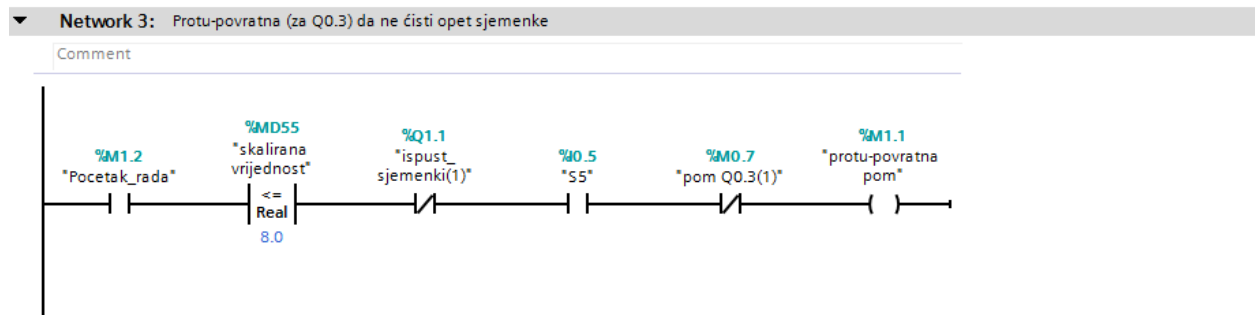 Network 3: Protu-povratna (za Q0.3) da ne ćisti opet sjemenke
Comment
%M1.2
"Pocetak_rada"
%MD55
"skalirana
vrijednost"
<=
Real
8.0
%Q1.1
"ispust_
sjemenki(1)"
%I0.5
"S5"
%M0.7
"pom Q0.3(1)"
%M1.1
"protu-povratna
pom"